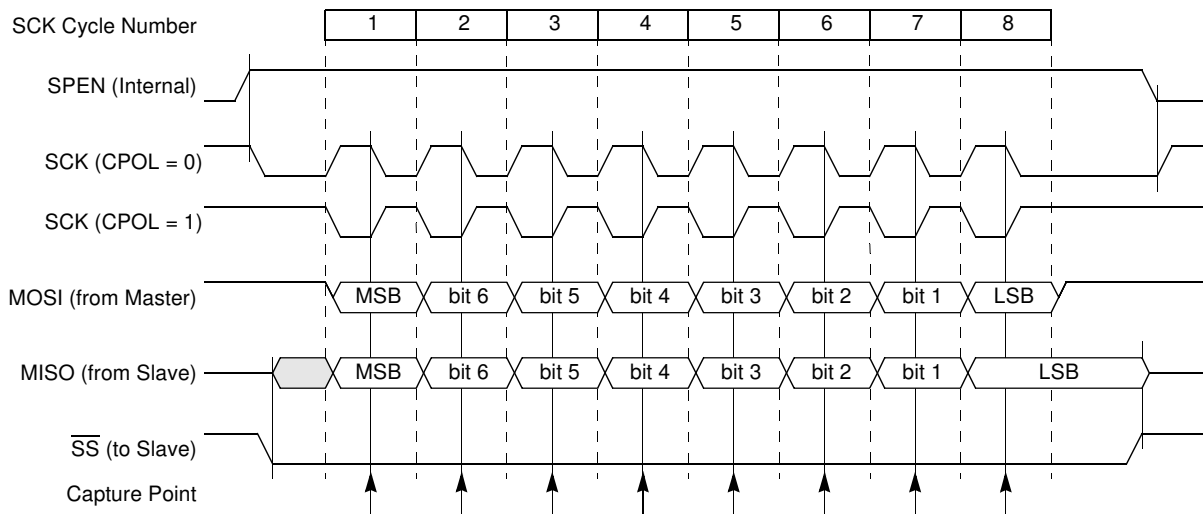 SCK Cycle Number 1 2 3 4 5 6 7 8
SPEN (Internal)
SCK (CPOL = 0)
SCK (CPOL = 1)
MOSI (from Master) MSB bit 6 bit 5 bit 4 bit 3 bit 2 bit 1 LSB
MISO (from Slave) MSB bit 6 bit 5 bit 4 bit 3 bit 2 bit 1 LSB
SS (to Slave)
Capture Point